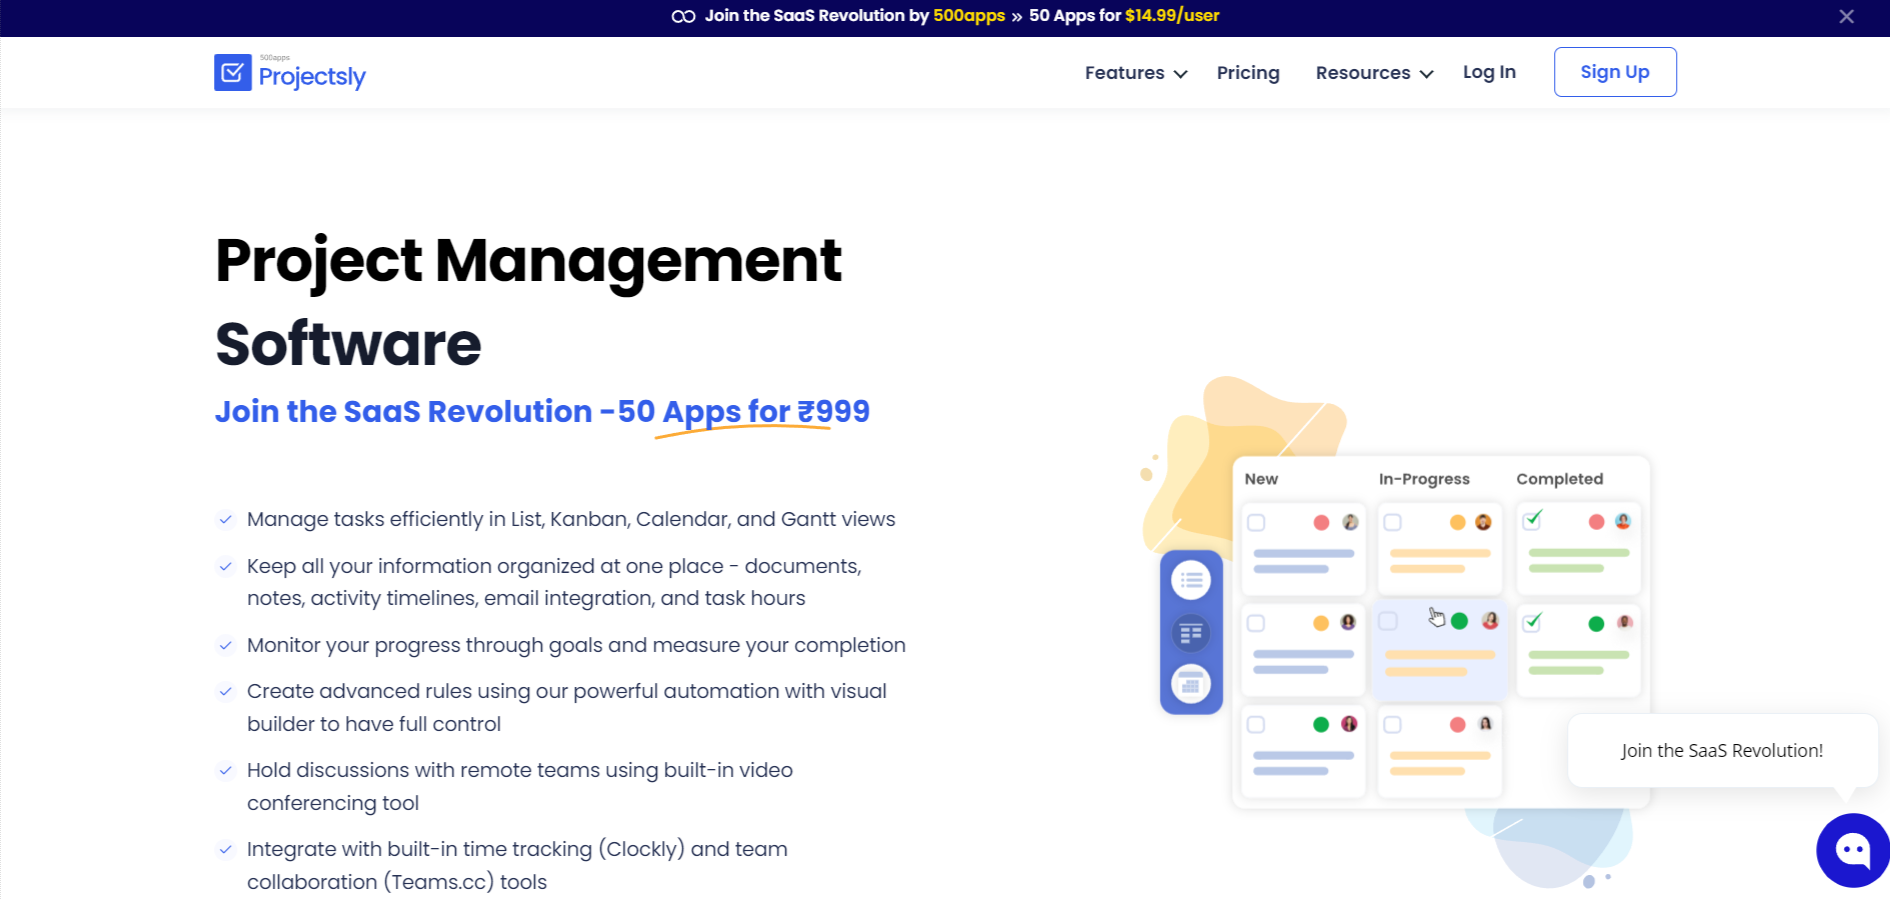 Join the SaaS Revolution by 500apps » 50 Apps for $14.99/user
500apps
Projectsly
Features
Pricing
Resources
Log In
Sign Up
Project Management
Software
Join the SaaS Revolution -50 Apps for ₹999
Manage tasks efficiently in List, Kanban, Calendar, and Gantt views
Keep all your information organized at one place - documents,
notes, activity timelines, email integration, and task hours
Monitor your progress through goals and measure your completion
Create advanced rules using our powerful automation with visual
builder to have full control
Hold discussions with remote teams using built-in video
conferencing tool
Integrate with built-in time tracking (Clockly) and team
collaboration (Teams.cc) tools
New
In-Progress
Completed
Join the SaaS Revolution!